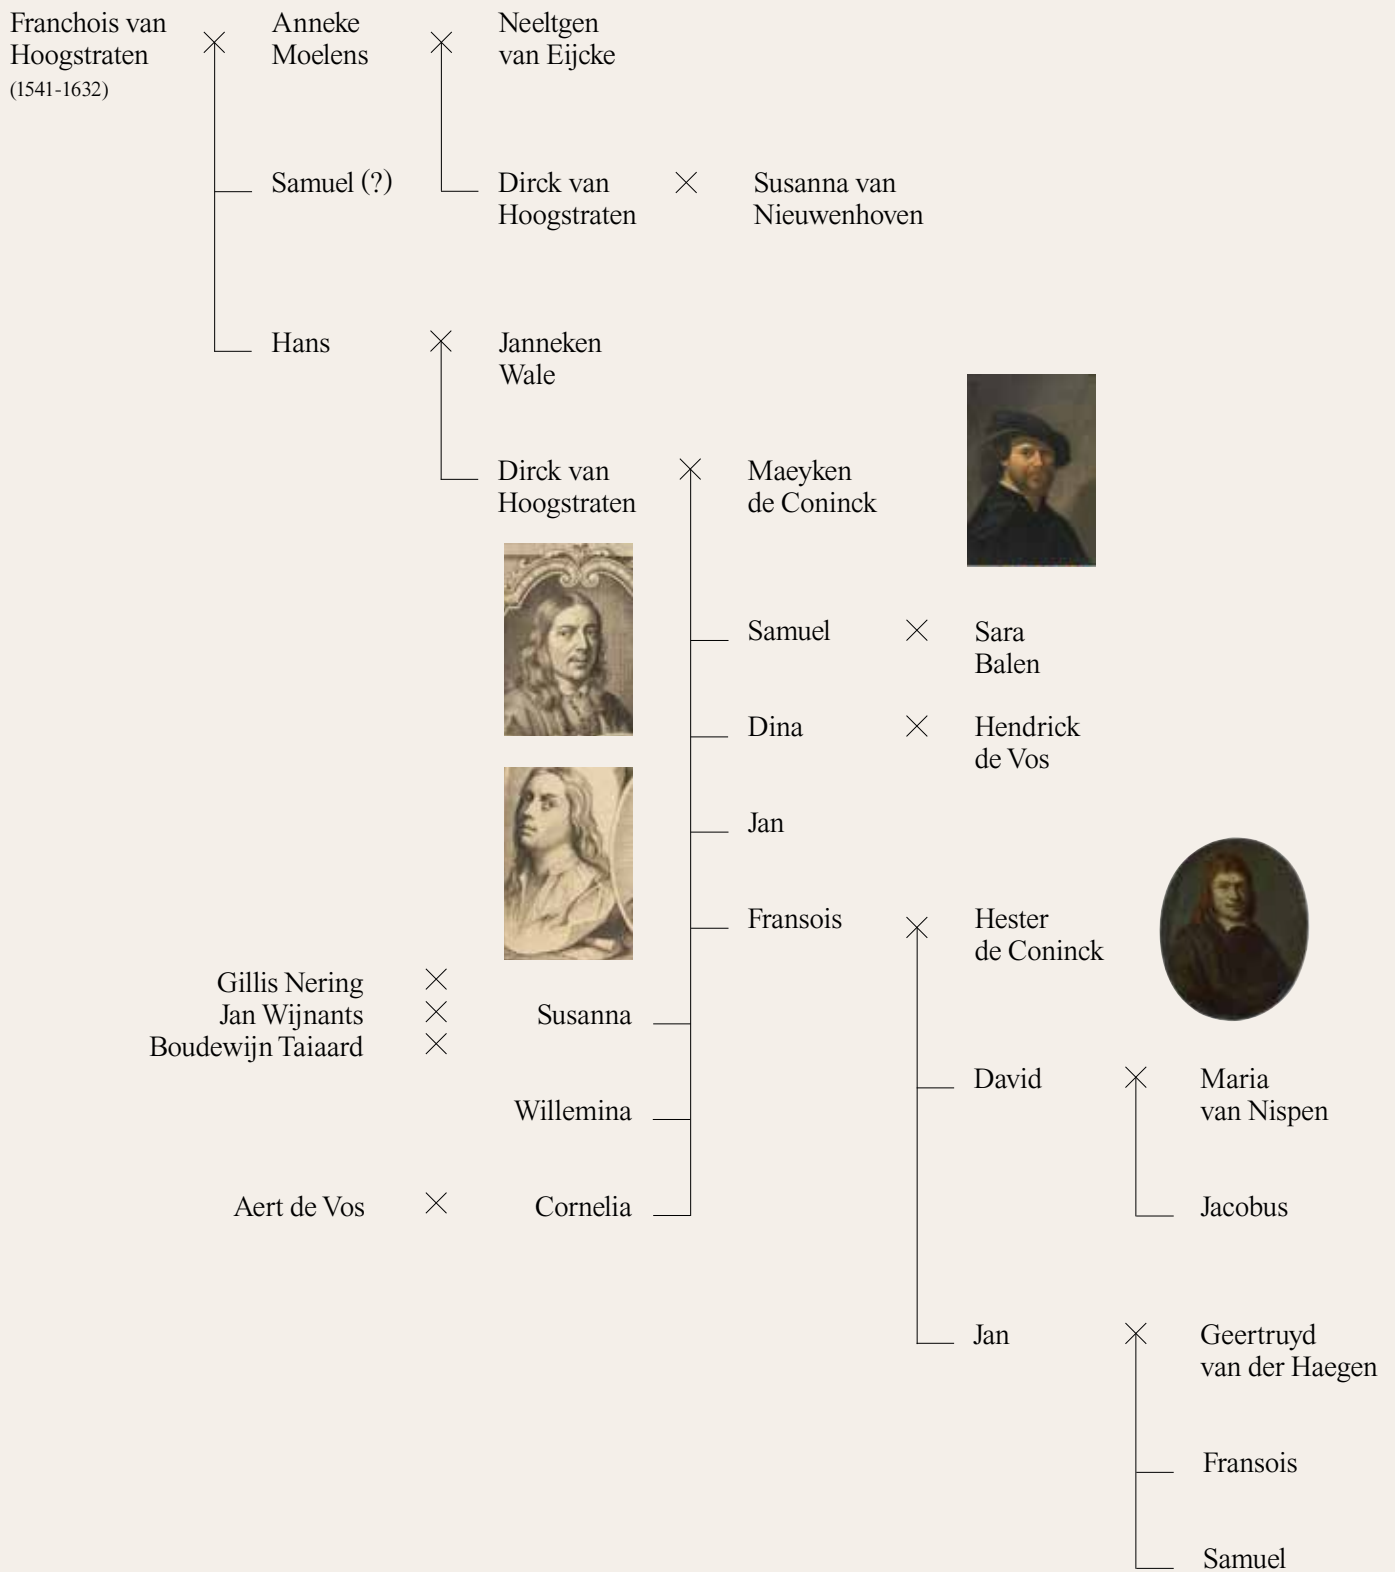 Franchois van
Hoogstraten
(1541-1632)
Anneke
Moelens
Neeltgen
van Eijcke
Samuel (?)
Dirck van
Hoogstraten
Susanna van
Nieuwenhoven
Hans
Janneken
Wale
Dirck van
Hoogstraten
Maeyken
de Coninck
Samuel
Sara
Balen
Dina
Hendrick
de Vos
Jan
Fransois
Hester
de Coninck
Gillis Nering
Jan Wijnants
Boudewijn Taiaard
Susanna
David
Maria
van Nispen
Willemina
Aert de Vos
Cornelia
Jacobus
Jan
Geertruyd
van der Haegen
Fransois
Samuel